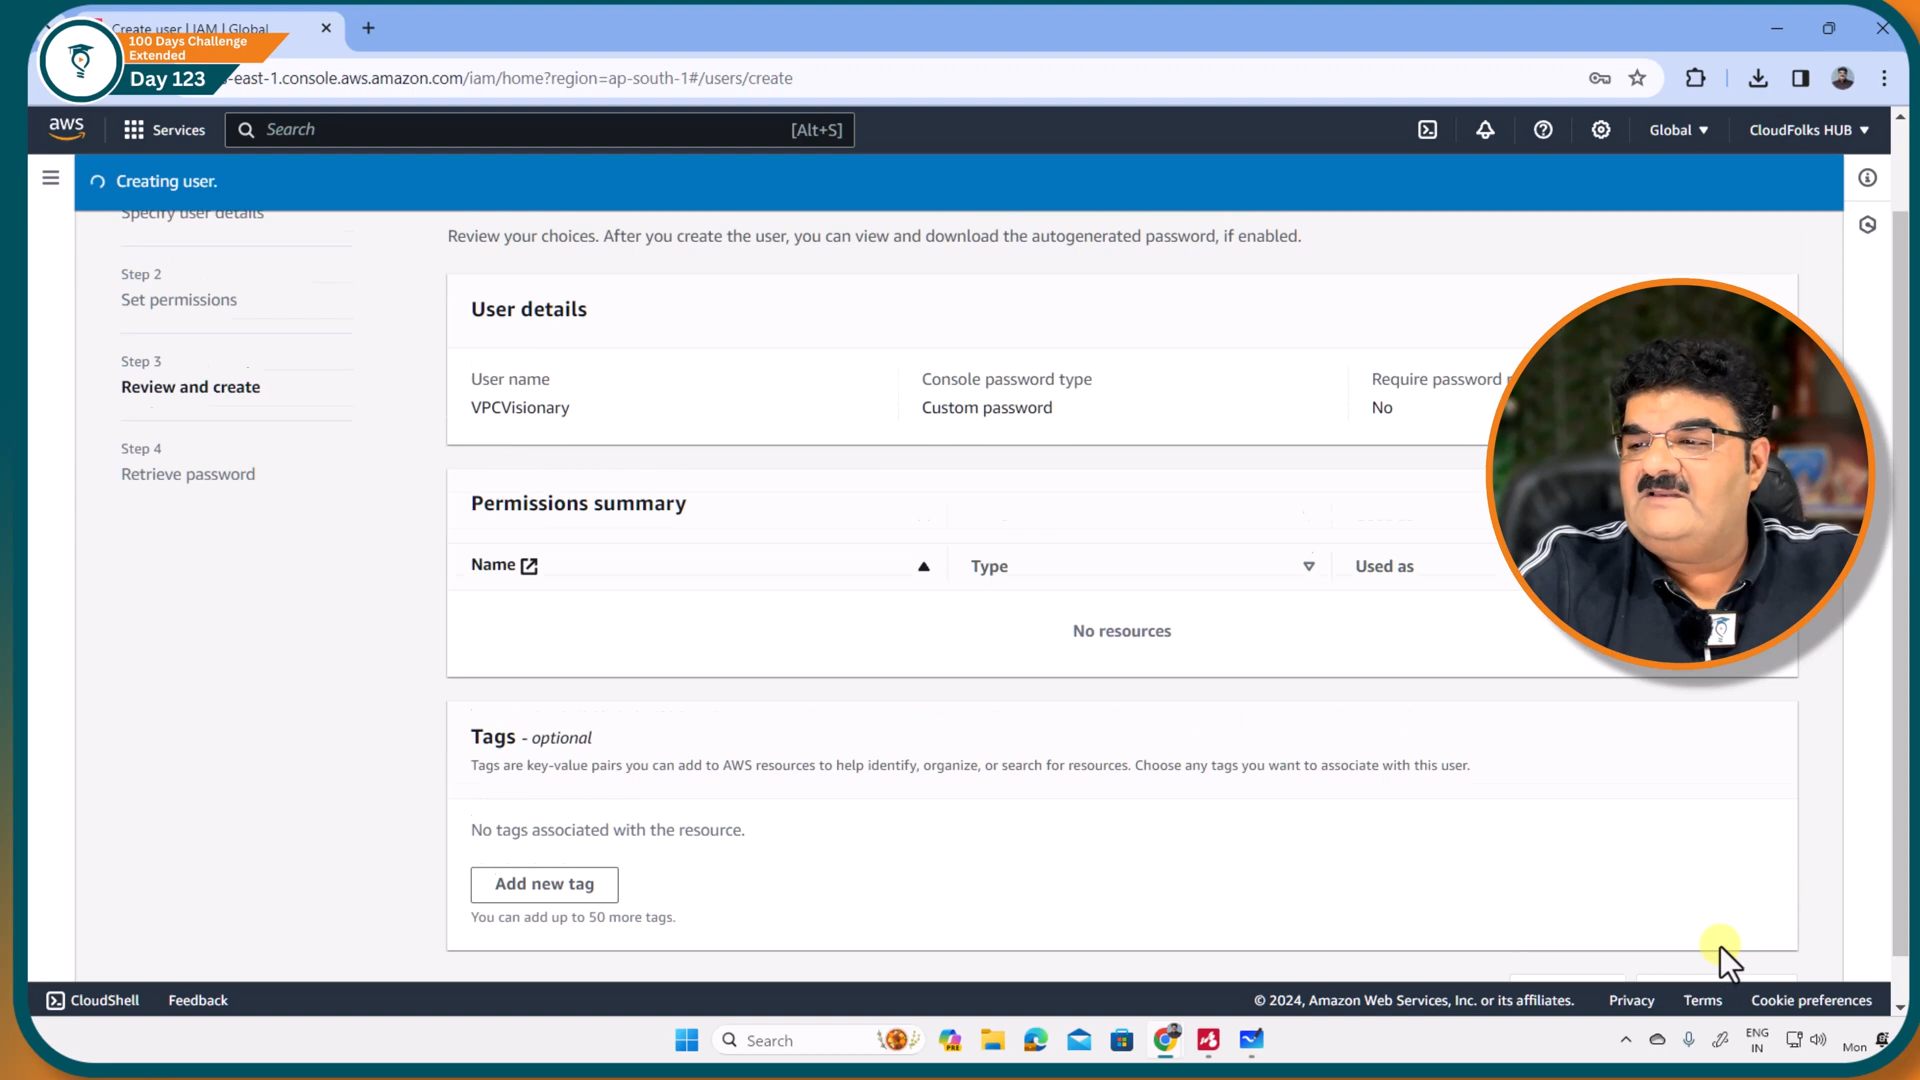 Create user | IAM | Global
100 Days Challenge
Extended
Day 123
-east-1.console.aws.amazon.com/iam/home?region=ap-south-1#/users/create
aws
Services
Search
[Alt+S]
Global
CloudFolks HUB
Creating user.
Specify user details
Review your choices. After you create the user, you can view and download the autogenerated password, if enabled.
Step 2
Set permissions
Step 3
Review and create
Step 4
Retrieve password
User details
User name
VPCVisionary
Console password type
Custom password
Require password
No
Permissions summary
Name
Type
Used as
No resources
Tags - optional
Tags are key-value pairs you can add to AWS resources to help identify, organize, or search for resources. Choose any tags you want to associate with this user.
No tags associated with the resource.
Add new tag
You can add up to 50 more tags.
CloudShell
Feedback
© 2024, Amazon Web Services, Inc. or its affiliates.
Privacy
Terms
Cookie preferences
Search
PRE
ENG
IN
Mon